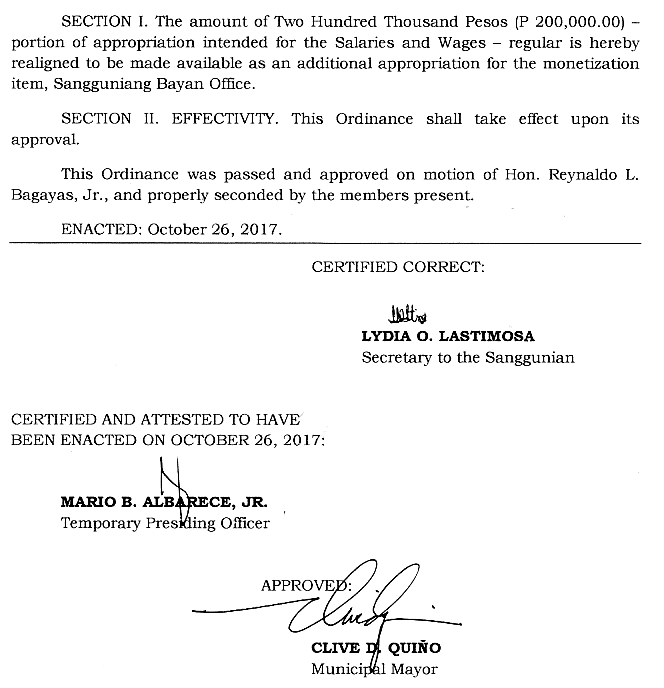 SECTION I. The amount of Two Hundred Thousand Pesos (P 200,000.00) –
portion of appropriation intended for the Salaries and Wages – regular is hereby
realigned to be made available as an additional appropriation for the monetization
item, Sangguniang Bayan Office.
SECTION II. EFFECTIVITY. This Ordinance shall take effect upon its
approval.
This Ordinance was passed and approved on motion of Hon. Reynaldo L.
Bagayas, Jr., and properly seconded by the members present.
ENACTED: October 26, 2017.
CERTIFIED CORRECT:
LYDIA O. LASTIMOSA
Secretary to the Sanggunian
CERTIFIED AND ATTESTED TO HAVE
BEEN ENACTED ON OCTOBER 26, 2017:
MARIO B. ALBARECE, JR.
Temporary Presiding Officer
APPROVED:
CLIVE D. QUIÑO
Municipal Mayor